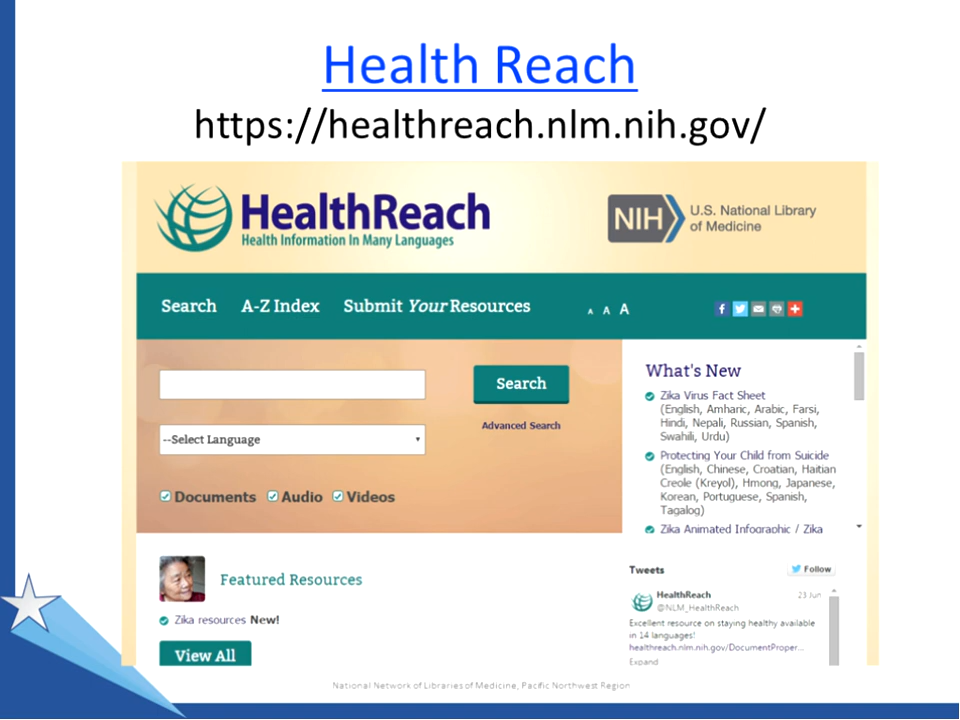 Health Reach
https://healthreach.nlm.nih.gov/
HealthReach
Health Information In Many Languages
NIH
U.S. National Library
of Medicine
Search A-Z Index Submit Your Resources
A A A
Search
--Select Language
Advanced Search
Documents Audio Videos
What's New
Zika Virus Fact Sheet
(English, Amharic, Arabic, Farsi,
Hindi, Nepali, Russian, Spanish,
Swahili, Urdu)
Protecting Your Child from Suicide
(English, Chinese, Croatian, Haitian
Creole (Kreyol), Hmong, Japanese,
Korean, Portuguese, Spanish,
Tagalog)
Zika Animated Infographic / Zika
Featured Resources
Zika resources New!
View All
Tweets
Follow
HealthReach 23 Jun
@NLM_HealthReach
Excellent resource on staying healthy available
in 14 languages!
healthreach.nlm.nih.gov/DocumentProper...
Expand
National Network of Libraries of Medicine, Pacific Northwest Region